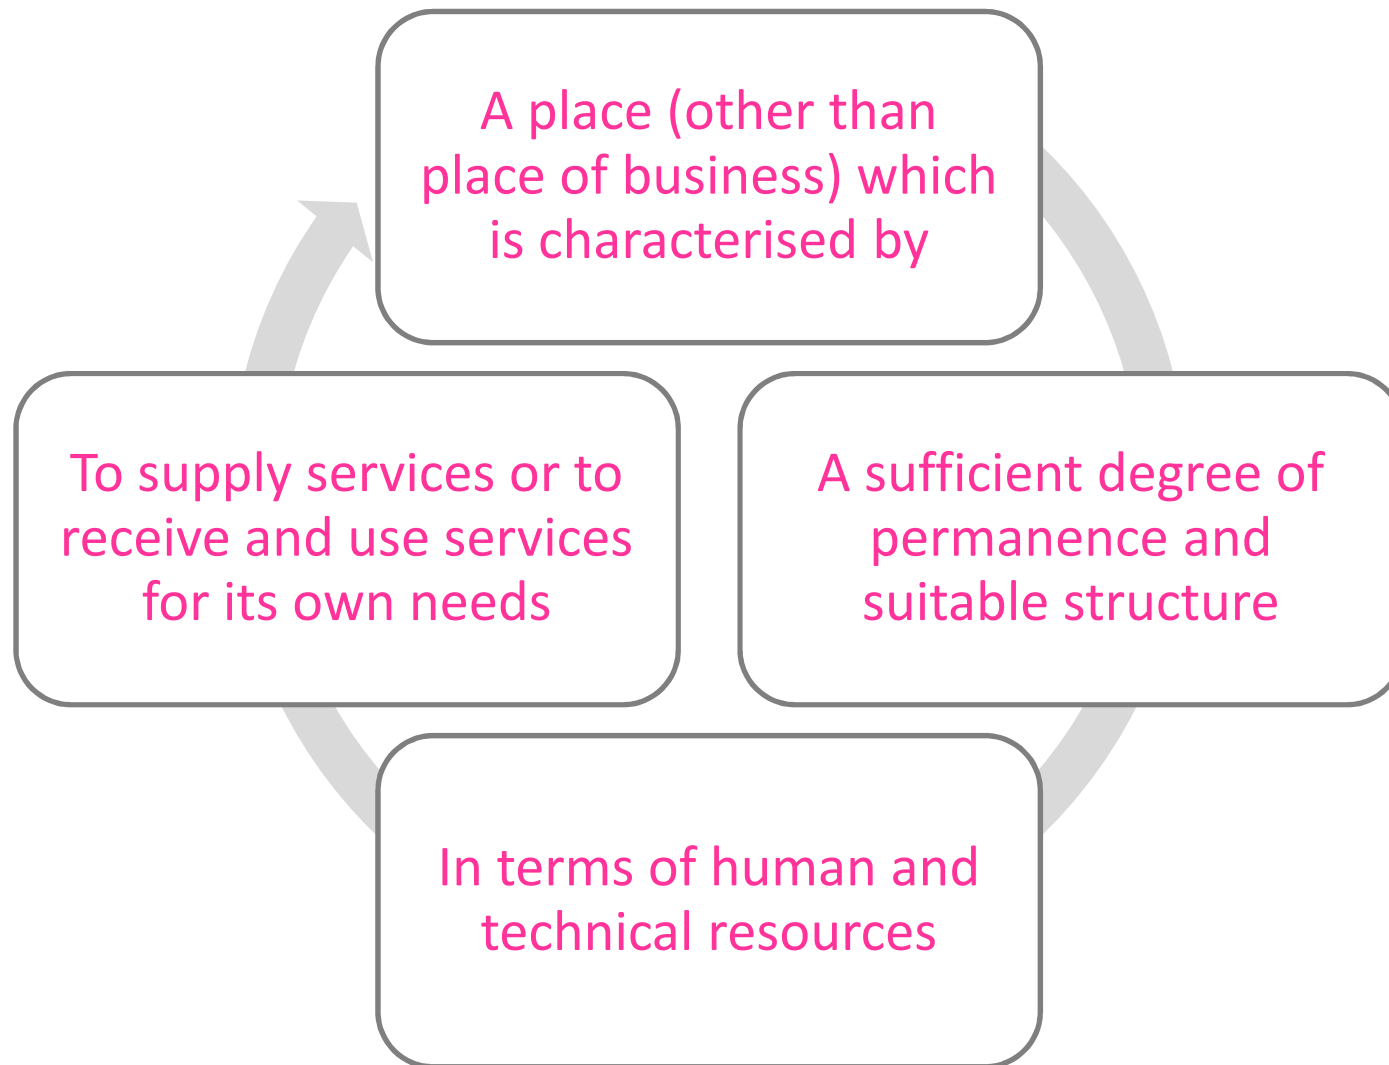 A place (other than
place of business) which
is characterised by
A sufficient degree of
permanence and
suitable structure
In terms of human and
technical resources
To supply services or to
receive and use services
for its own needs